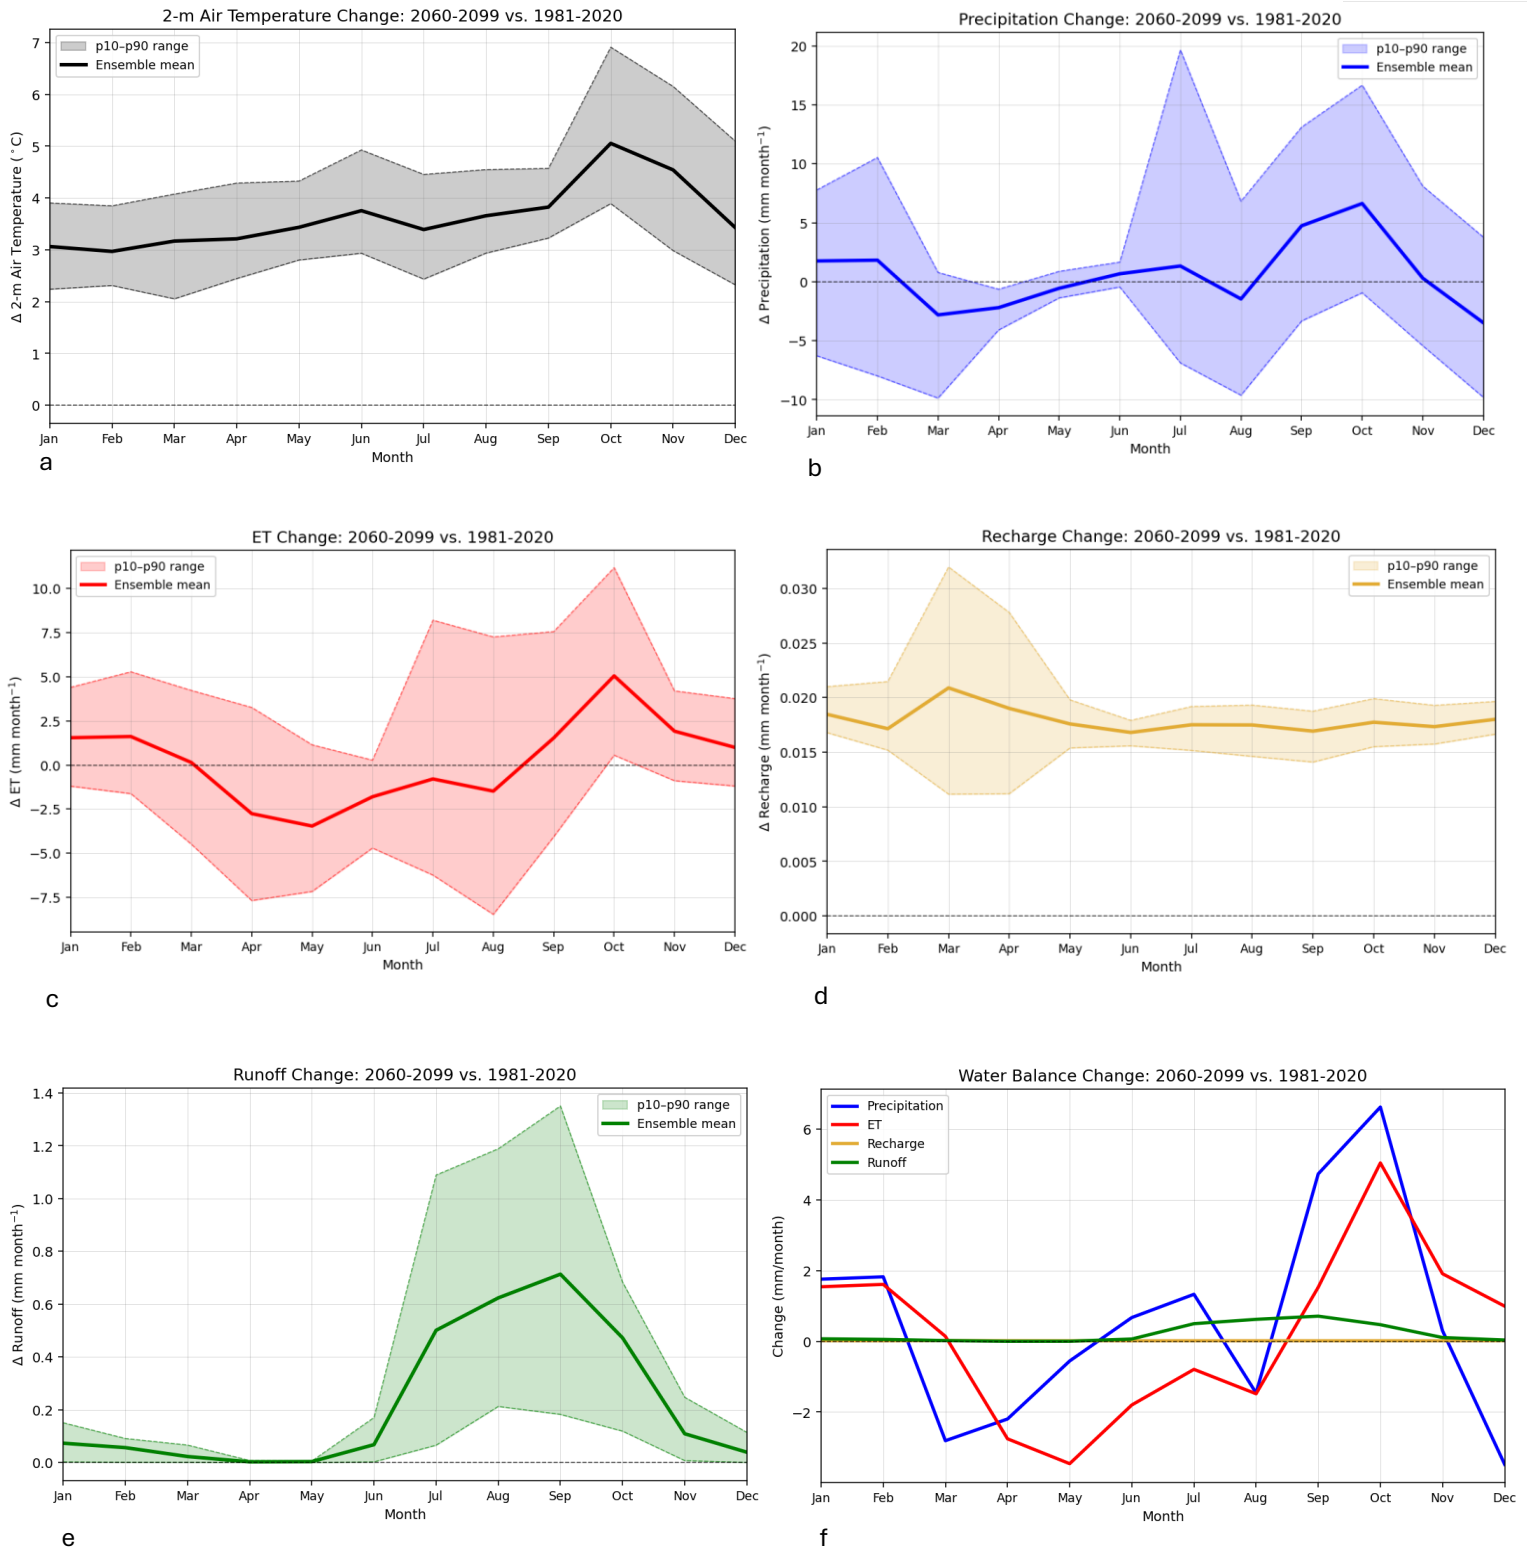 2-m Air Temperature Change: 2060-2099 vs. 1981-2020
p10–p90 range
Ensemble mean
Δ 2-m Air Temperature (°C)
7
6
5
4
3
2
1
0
Jan Feb Mar Apr May Jun Jul Aug Sep Oct Nov Dec
Month
a
Precipitation Change: 2060-2099 vs. 1981-2020
p10–p90 range
Ensemble mean
Δ Precipitation (mm month⁻¹)
20
15
10
5
0
−5
−10
Jan Feb Mar Apr May Jun Jul Aug Sep Oct Nov Dec
Month
b
ET Change: 2060-2099 vs. 1981-2020
p10–p90 range
Ensemble mean
Δ ET (mm month⁻¹)
10.0
7.5
5.0
2.5
0.0
−2.5
−5.0
−7.5
Jan Feb Mar Apr May Jun Jul Aug Sep Oct Nov Dec
Month
c
Recharge Change: 2060-2099 vs. 1981-2020
p10–p90 range
Ensemble mean
Δ Recharge (mm month⁻¹)
0.030
0.025
0.020
0.015
0.010
0.005
0.000
Jan Feb Mar Apr May Jun Jul Aug Sep Oct Nov Dec
Month
d
Runoff Change: 2060-2099 vs. 1981-2020
p10–p90 range
Ensemble mean
Δ Runoff (mm month⁻¹)
1.4
1.2
1.0
0.8
0.6
0.4
0.2
0.0
Jan Feb Mar Apr May Jun Jul Aug Sep Oct Nov Dec
Month
e
Water Balance Change: 2060-2099 vs. 1981-2020
Precipitation
ET
Recharge
Runoff
Change (mm/month)
6
4
2
0
−2
Jan Feb Mar Apr May Jun Jul Aug Sep Oct Nov Dec
Month
f